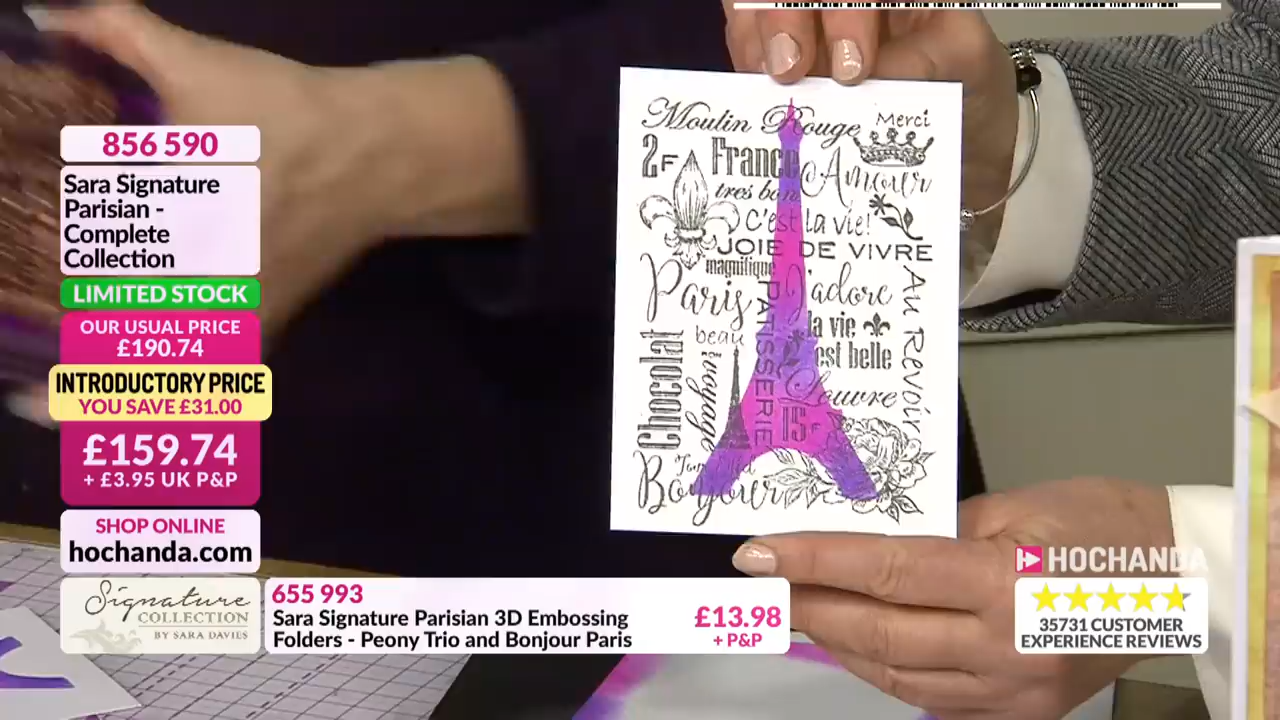 856 590
Sara Signature
Parisian -
Complete
Collection
LIMITED STOCK
OUR USUAL PRICE
£190.74
INTRODUCTORY PRICE
YOU SAVE £31.00
£159.74
+ £3.95 UK P&P
SHOP ONLINE
hochanda.com
Signature
COLLECTION
BY SARA DAVIES
655 993
Sara Signature Parisian 3D Embossing
Folders - Peony Trio and Bonjour Paris
£13.98
+ P&P
HOCHANDA
35731 CUSTOMER
EXPERIENCE REVIEWS
Moulin Rouge
Merci
2F
France
Amour
tres bon
C'est la vie!
JOIE DE VIVRE
magnifique
Paris
J'adore
Au Revoir
PATISSERIE
la vie
est belle
beau
Chocolat
voyage
Louvre
15
Bonjour